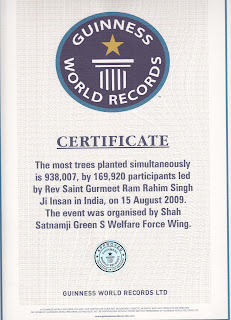 GUINNESS
WORLD RECORDS
CERTIFICATE
The most trees planted simultaneously
is 938,007, by 169,920 participants led
by Rev Saint Gurmeet Ram Rahim Singh
Ji Insan in India, on 15 August 2009.
The event was organised by Shah
Satnamji Green S Welfare Force Wing.
GUINNESS WORLD RECORDS LTD